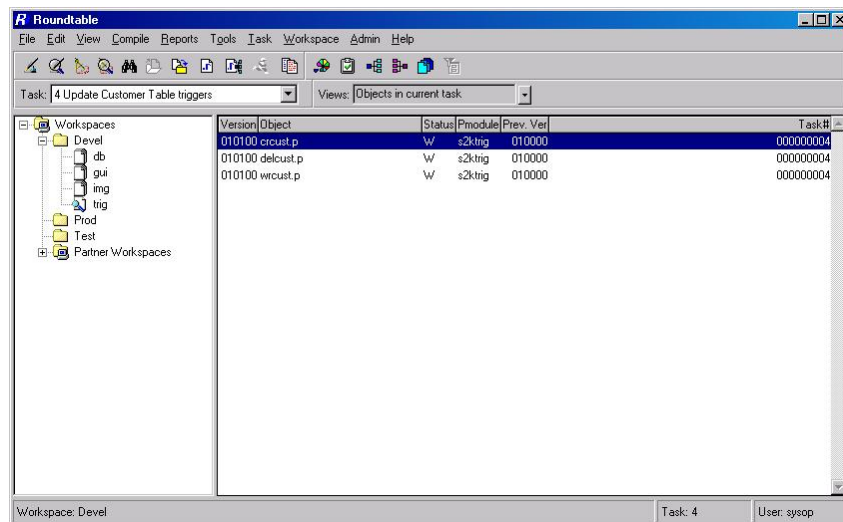 Roundtable
File Edit View Compile Reports Tools Task Workspace Admin Help
Task: 4 Update Customer Table triggers Views: Objects in current task
Workspaces
Devel
db
gui
img
trig
Prod
Test
Partner Workspaces
Version Object Status Pmodule Prev. Ver Task#
010100 crcust.p W s2ktrig 010000 000000004
010100 delcust.p W s2ktrig 010000 000000004
010100 wrcust.p W s2ktrig 010000 000000004
Workspace: Devel Task: 4 User: sysop